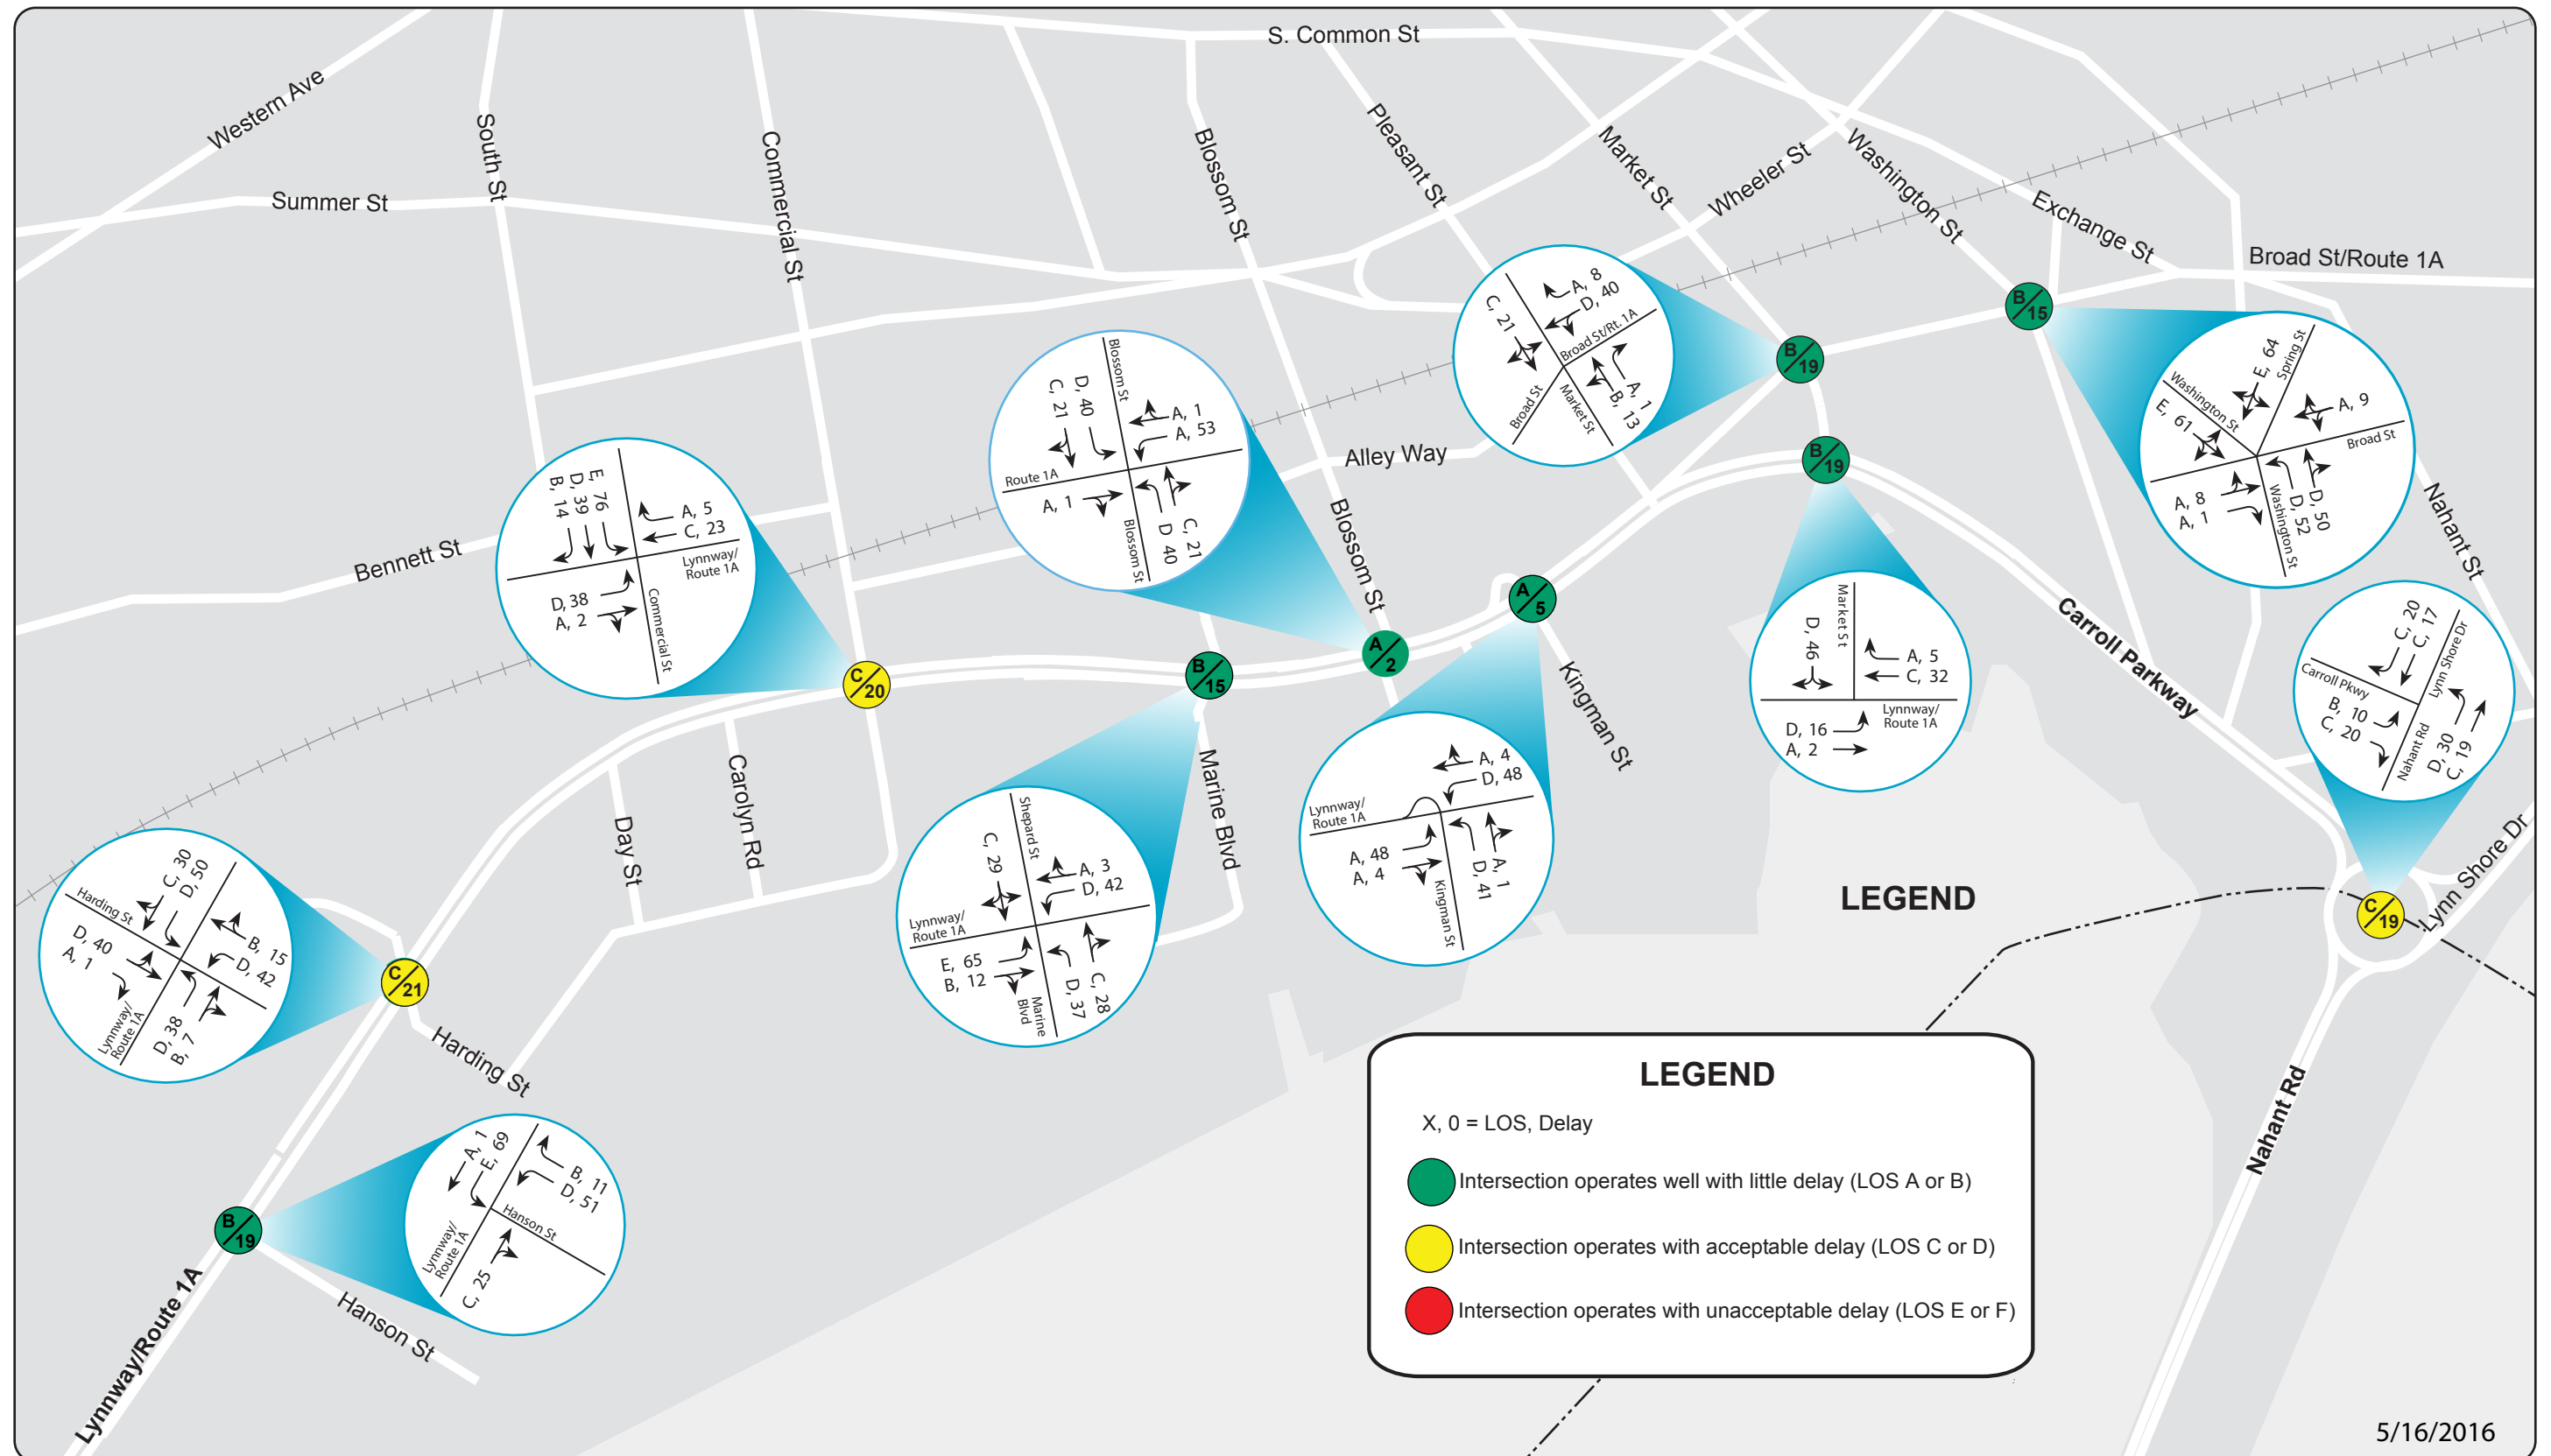 S. Common St
Western Ave
South St
Summer St
Commercial St
Blossom St
Pleasant St
Market St
Wheeler St
Washington St
Exchange St
Broad St/Route 1A
Bennett St
Alley Way
Blossom St
Kingman St
Carroll Parkway
Nahant St
Lynn Shore Dr
Nahant Rd
Marine Blvd
Carolyn Rd
Day St
Harding St
Hanson St
Lynnway/Route 1A
B/19
C/21
C/20
B/15
A/2
A/5
B/19
B/19
B/15
C/19
C, 21
A, 8
D, 40
Broad St/Rt. 1A
Broad St
Market St
A, 1
B, 13
E, 64
Spring St
Washington St
E, 61
A, 9
Broad St
A, 8
A, 1
Washington St
D, 52
D, 50
Blossom St
C, 21
D, 40
A, 1
A, 53
Route 1A
A, 1
Blossom St
D 40
C, 21
B, 14
D, 39
E, 76
A, 5
C, 23
Lynnway/
Route 1A
D, 38
A, 2
Commercial St
Market St
D, 46
A, 5
C, 32
Lynnway/
Route 1A
D, 16
A, 2
C, 20
C, 17
Lynn Shore Dr
Carroll Pkwy
B, 10
C, 20
Nahant Rd
D, 30
C, 19
A, 4
D, 48
Lynnway/
Route 1A
A, 48
A, 4
Kingman St
D, 41
A, 1
Shepard St
C, 29
A, 3
D, 42
Lynnway/
Route 1A
E, 65
B, 12
Marine
Blvd
D, 37
C, 28
C, 30
D, 50
Harding St
D, 40
A, 1
B, 15
D, 42
Lynnway/
Route 1A
D, 38
B, 7
A, 1
E, 69
B, 11
D, 51
Hanson St
Lynnway/
Route 1A
C, 25
LEGEND
LEGEND
X, 0 = LOS, Delay
Intersection operates well with little delay (LOS A or B)
Intersection operates with acceptable delay (LOS C or D)
Intersection operates with unacceptable delay (LOS E or F)
5/16/2016